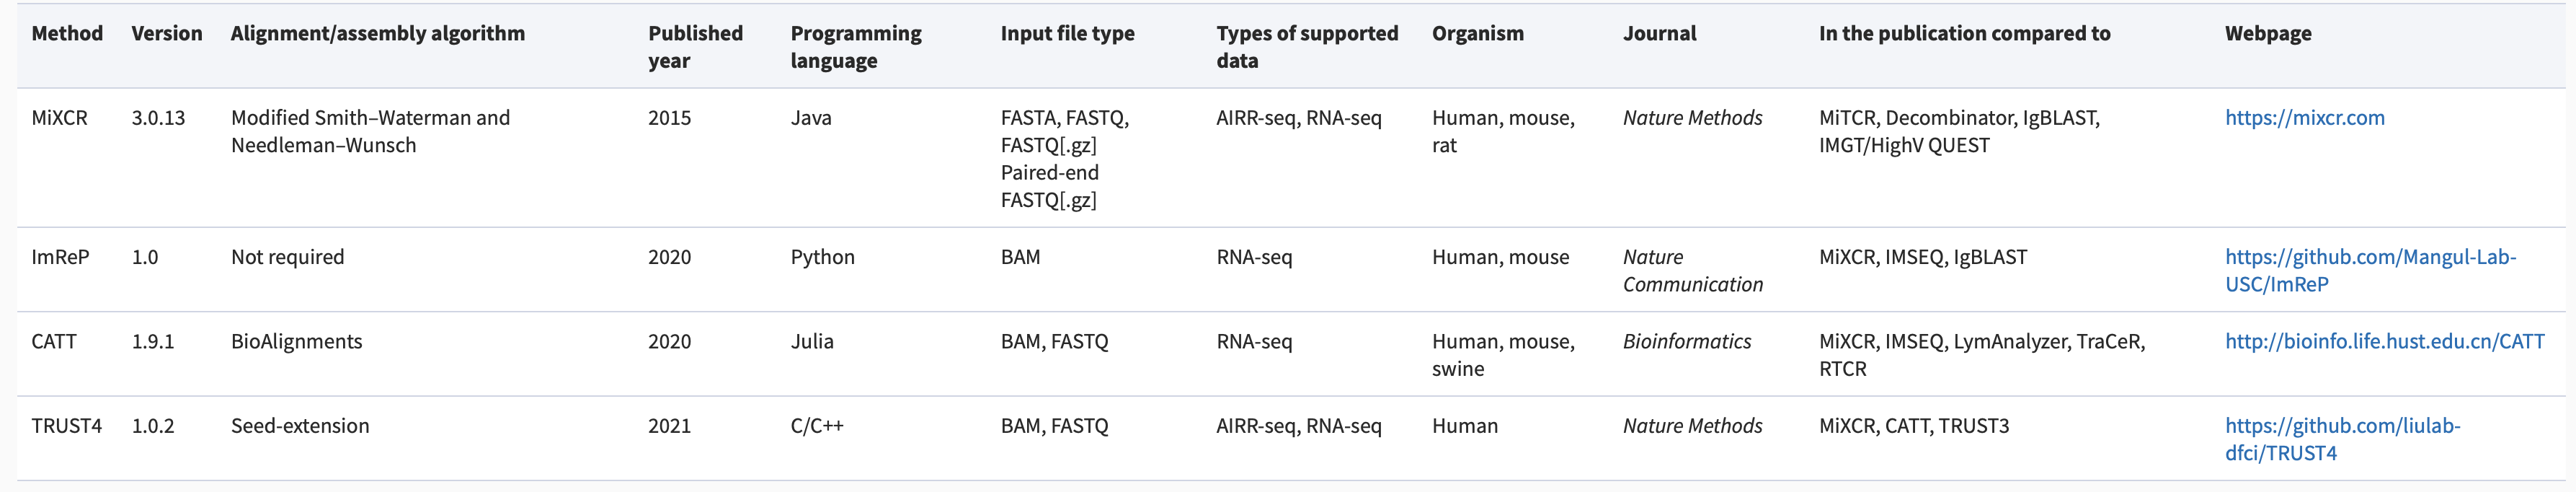 Method Version Alignment/assembly algorithm Published year Programming language Input file type Types of supported data Organism Journal In the publication compared to Webpage
MiXCR 3.0.13 Modified Smith–Waterman and Needleman–Wunsch 2015 Java FASTA, FASTQ, FASTQ[.gz] Paired-end FASTQ[.gz] AIRR-seq, RNA-seq Human, mouse, rat Nature Methods MiTCR, Decombinator, IgBLAST, IMGT/HighV QUEST https://mixcr.com
ImReP 1.0 Not required 2020 Python BAM RNA-seq Human, mouse Nature Communication MiXCR, IMSEQ, IgBLAST https://github.com/Mangul-Lab-USC/ImReP
CATT 1.9.1 BioAlignments 2020 Julia BAM, FASTQ RNA-seq Human, mouse, swine Bioinformatics MiXCR, IMSEQ, LymAnalyzer, TraCeR, RTCR http://bioinfo.life.hust.edu.cn/CATT
TRUST4 1.0.2 Seed-extension 2021 C/C++ BAM, FASTQ AIRR-seq, RNA-seq Human Nature Methods MiXCR, CATT, TRUST3 https://github.com/liulab-dfci/TRUST4